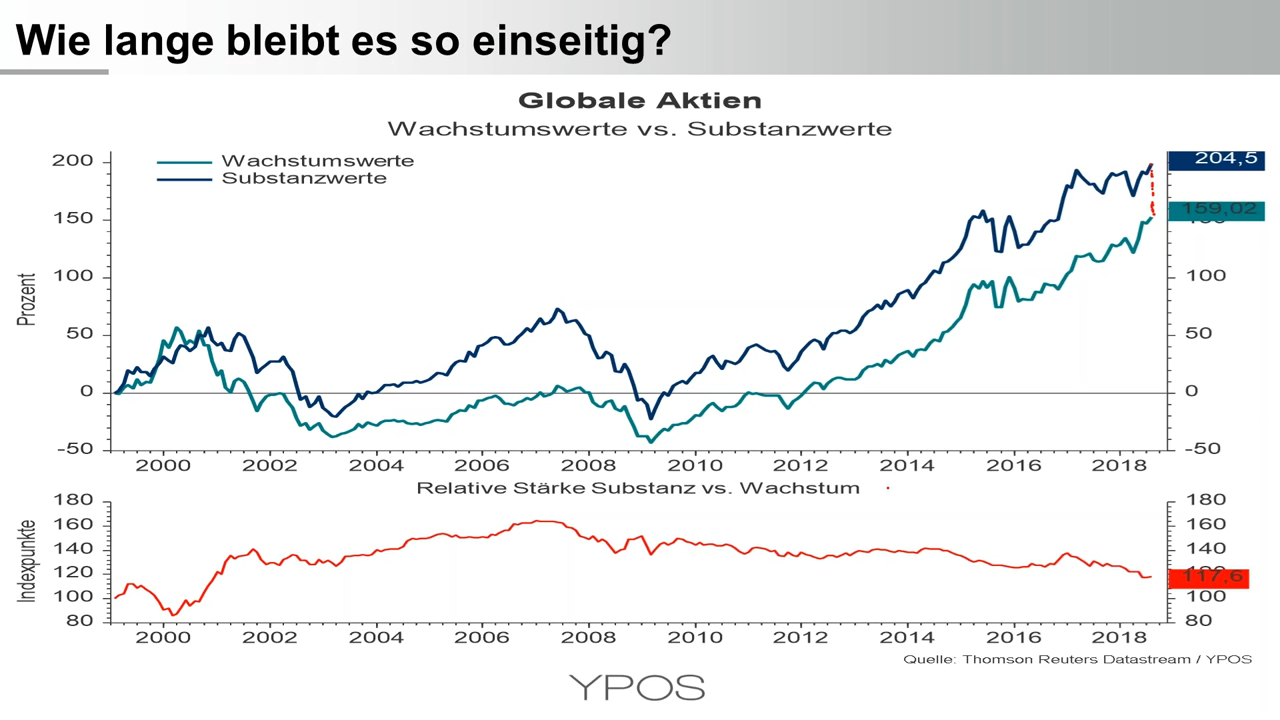 Wie lange bleibt es so einseitig?
Globale Aktien
Wachstumswerte vs. Substanzwerte
Wachstumswerte
Substanzwerte
Prozent
200
150
100
50
0
-50
204,5
159,02
150
100
50
0
-50
2000 2002 2004 2006 2008 2010 2012 2014 2016 2018
Relative Stärke Substanz vs. Wachstum
Indexpunkte
180
160
140
120
100
80
180
160
140
117,6
100
80
2000 2002 2004 2006 2008 2010 2012 2014 2016 2018
Quelle: Thomson Reuters Datastream / YPOS
YPOS